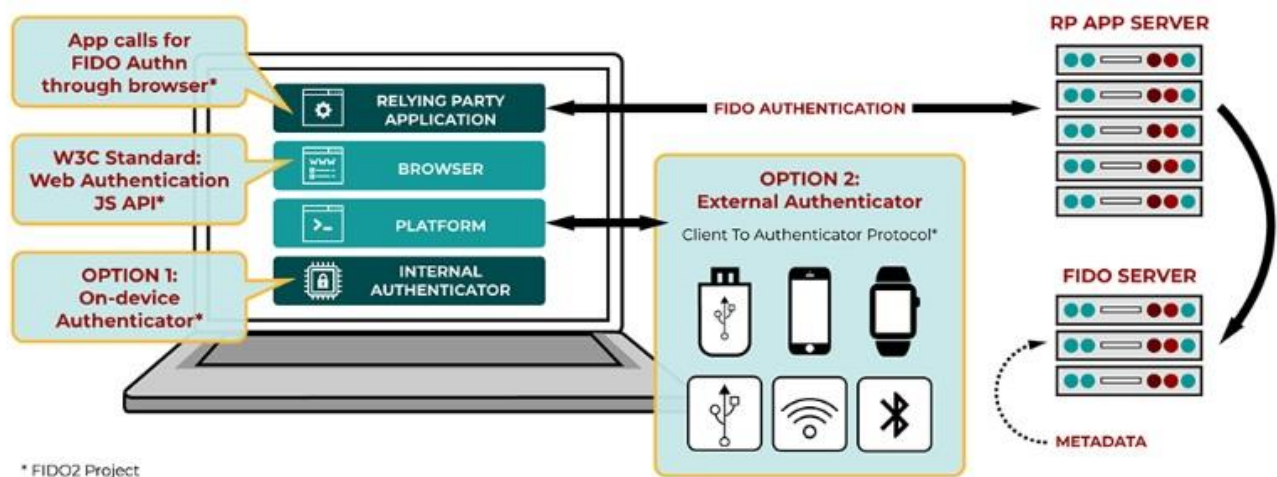 App calls for
FIDO Authn
through browser*
W3C Standard:
Web Authentication
JS API*
OPTION 1:
On-device
Authenticator*
RELYING PARTY
APPLICATION
www
BROWSER
PLATFORM
INTERNAL
AUTHENTICATOR
FIDO AUTHENTICATION
OPTION 2:
External Authenticator
Client To Authenticator Protocol*
RP APP SERVER
FIDO SERVER
METADATA
* FIDO2 Project